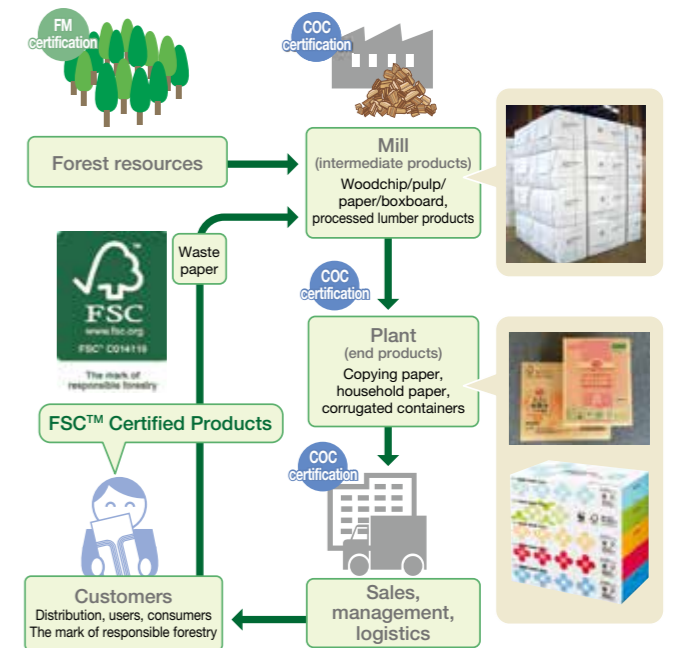 FM
certification
COC
certification
Forest resources
Mill
(intermediate products)
Woodchip/pulp/
paper/boxboard,
processed lumber products
Waste
paper
FSC
www.fsc.org
FSC® C014119
The mark of
responsible forestry
COC
certification
Plant
(end products)
Copying paper,
household paper,
corrugated containers
FSC™ Certified Products
COC
certification
Customers
Distribution, users, consumers
The mark of responsible forestry
Sales,
management,
logistics